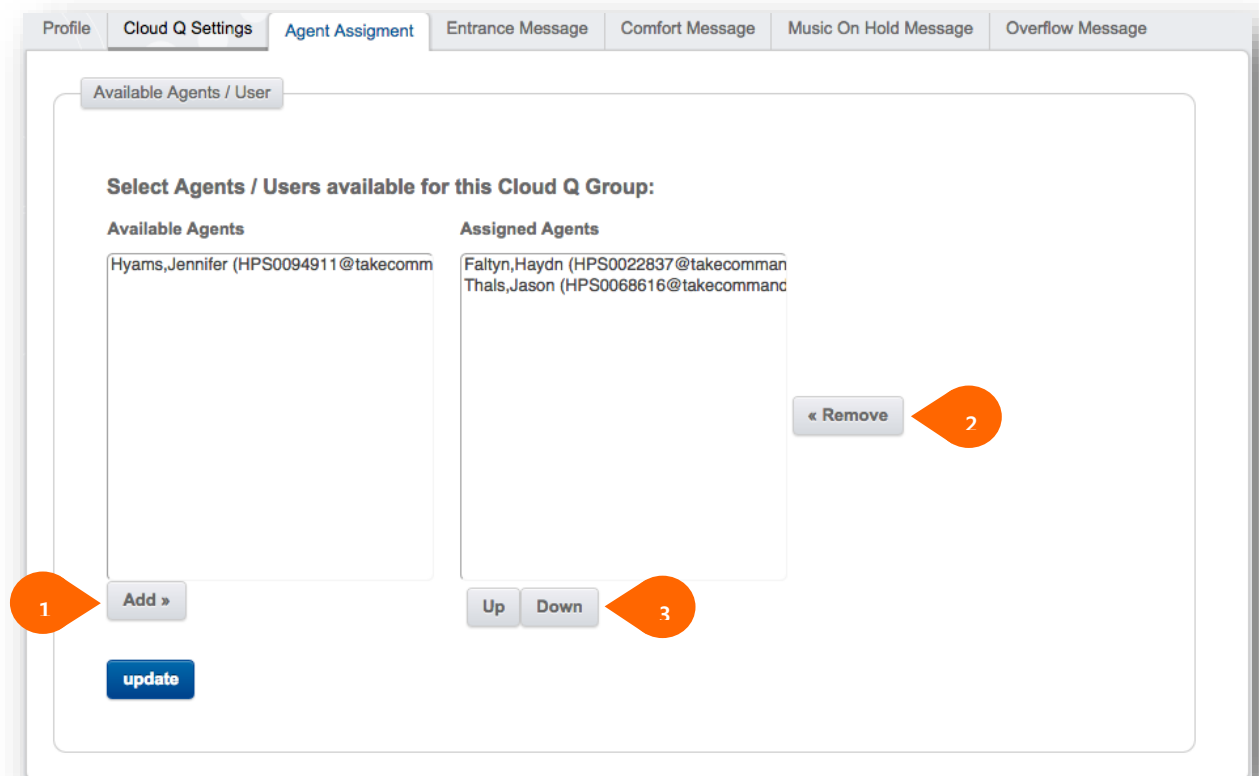 Profile Cloud Q Settings Agent Assigment Entrance Message Comfort Message Music On Hold Message Overflow Message
Available Agents / User
Select Agents / Users available for this Cloud Q Group:
Available Agents Assigned Agents
Hyams,Jennifer (HPS0094911@takecomm Faltyn,Haydn (HPS0022837@takecomman
Thals,Jason (HPS0068616@takecommand
« Remove 2
1 Add » Up Down 3
update